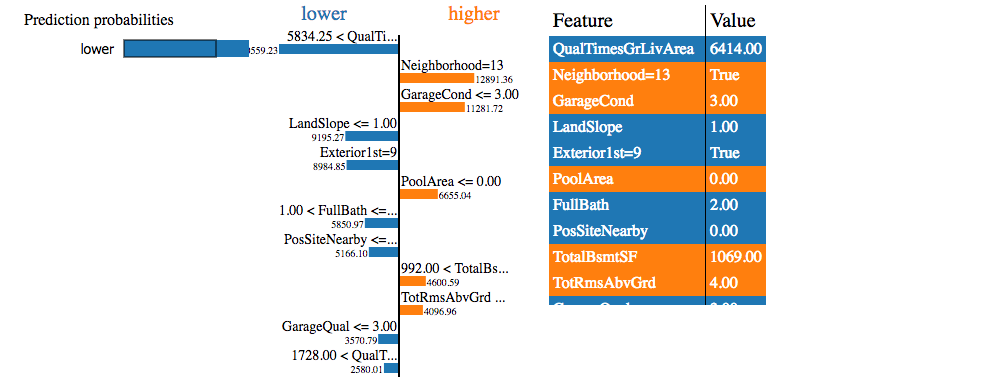 Prediction probabilities
lower
lower
higher
5834.25 < QualTi...
559.23
Neighborhood=13
12891.36
GarageCond <= 3.00
11281.72
LandSlope <= 1.00
9195.27
Exterior1st=9
8984.85
PoolArea <= 0.00
6655.04
1.00 < FullBath <=...
5850.97
PosSiteNearby <=...
5166.10
992.00 < TotalBs...
4600.59
TotRmsAbvGrd ...
4096.96
GarageQual <= 3.00
3570.79
1728.00 < QualT...
2580.01
Feature Value
QualTimesGrLivArea 6414.00
Neighborhood=13 True
GarageCond 3.00
LandSlope 1.00
Exterior1st=9 True
PoolArea 0.00
FullBath 2.00
PosSiteNearby 0.00
TotalBsmtSF 1069.00
TotRmsAbvGrd 4.00